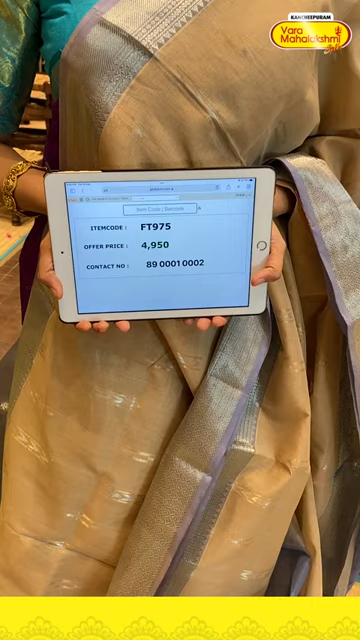 KANCHEEPURAM
Vara
Mahalakshmi
Silks
Item Code | Barcode
ITEMCODE : FT975
OFFER PRICE : 4,950
CONTACT NO : 89 0001 0002